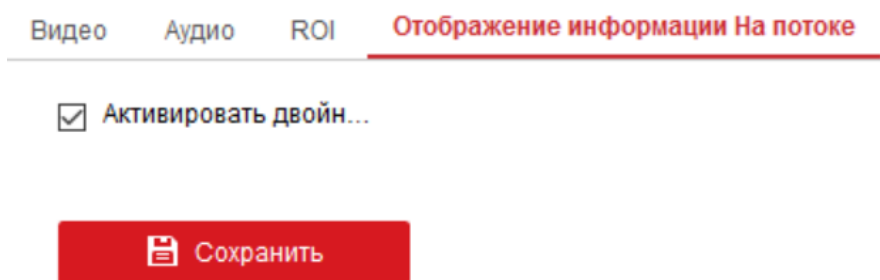 Видео Аудио ROI Отображение информации На потоке
Активировать двойн...
Сохранить